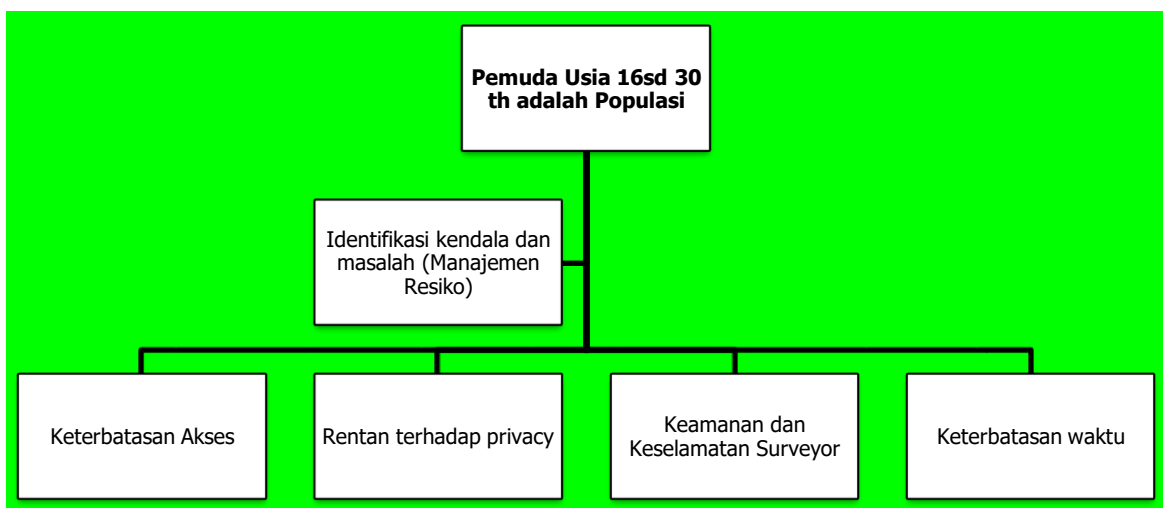 Pemuda Usia 16sd 30
th adalah Populasi
Identifikasi kendala dan
masalah (Manajemen
Resiko)
Keterbatasan Akses
Rentan terhadap privacy
Keamanan dan
Keselamatan Surveyor
Keterbatasan waktu